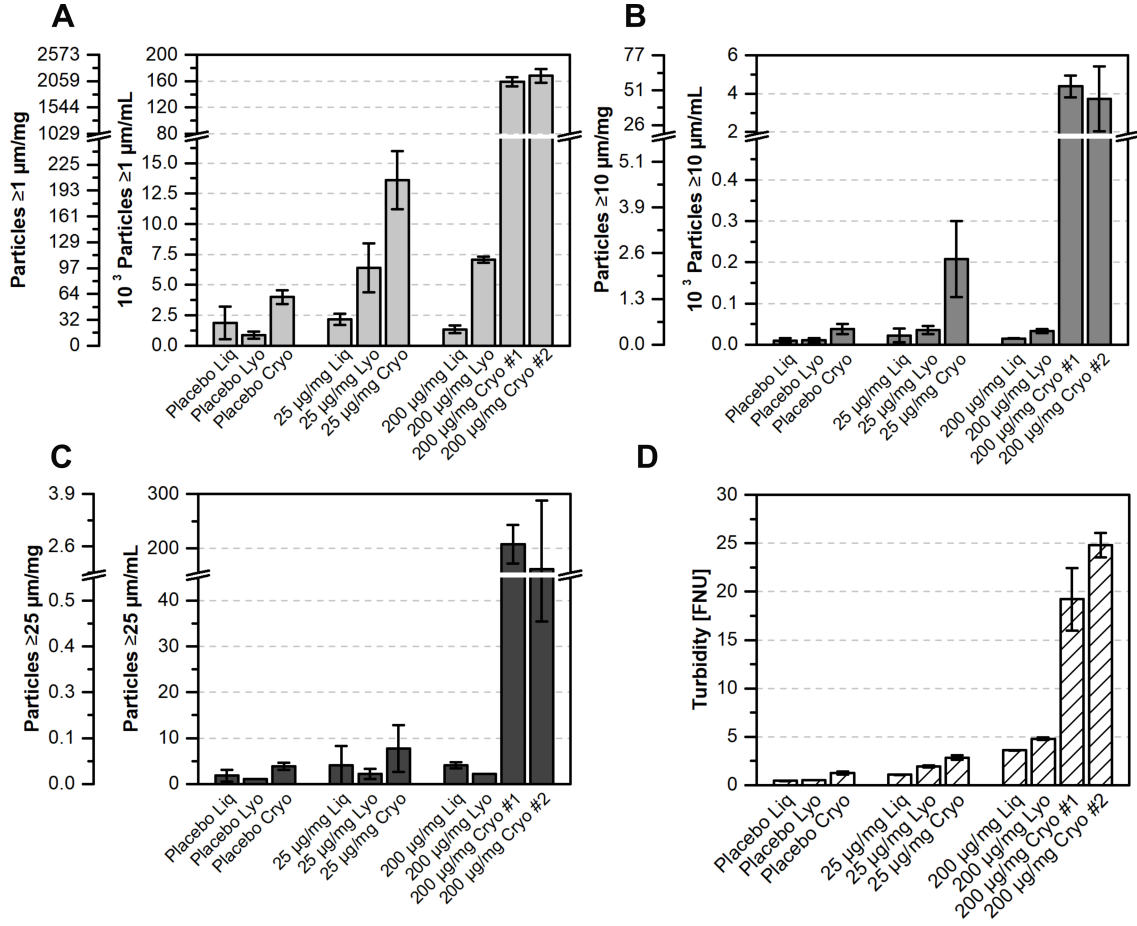 A
Particles ≥1 µm/mg
2573
2059
1544
1029
225
193
161
129
97
64
32
0
10 ³ Particles ≥1 µm/mL
200
160
120
80
15.0
12.5
10.0
7.5
5.0
2.5
0.0
Placebo Liq
Placebo Lyo
Placebo Cryo
25 µg/mg Liq
25 µg/mg Lyo
25 µg/mg Cryo
200 µg/mg Liq
200 µg/mg Lyo
200 µg/mg Cryo #1
200 µg/mg Cryo #2
B
Particles ≥10 µm/mg
77
51
26
5.1
3.9
2.6
1.3
0.0
10 ³ Particles ≥10 µm/mL
6
4
2
0.4
0.3
0.2
0.1
0.0
Placebo Liq
Placebo Lyo
Placebo Cryo
25 µg/mg Liq
25 µg/mg Lyo
25 µg/mg Cryo
200 µg/mg Liq
200 µg/mg Lyo
200 µg/mg Cryo #1
200 µg/mg Cryo #2
C
Particles ≥25 µm/mg
3.9
2.6
0.5
0.4
0.3
0.1
0.0
Particles ≥25 µm/mL
300
200
40
30
20
10
0
Placebo Liq
Placebo Lyo
Placebo Cryo
25 µg/mg Liq
25 µg/mg Lyo
25 µg/mg Cryo
200 µg/mg Liq
200 µg/mg Lyo
200 µg/mg Cryo #1
200 µg/mg Cryo #2
D
Turbidity [FNU]
30
25
20
15
10
5
0
Placebo Liq
Placebo Lyo
Placebo Cryo
25 µg/mg Liq
25 µg/mg Lyo
25 µg/mg Cryo
200 µg/mg Liq
200 µg/mg Lyo
200 µg/mg Cryo #1
200 µg/mg Cryo #2